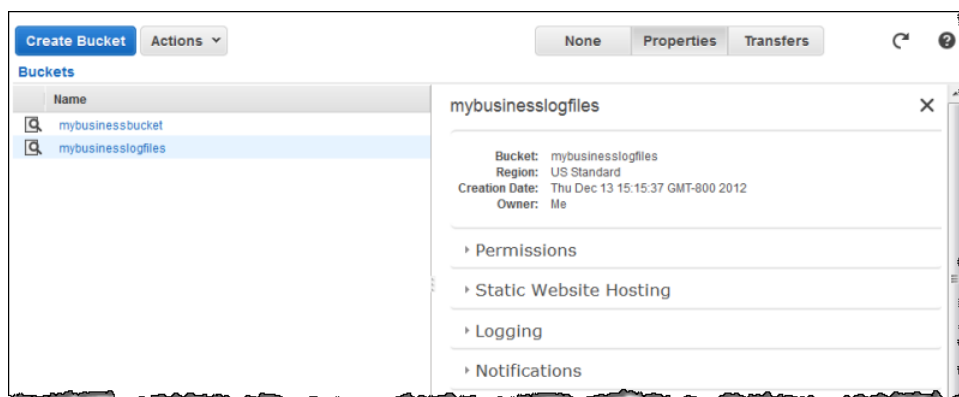 Create Bucket Actions None Properties Transfers
Buckets
Name
mybusinessbucket
mybusinesslogfiles
mybusinesslogfiles
Bucket: mybusinesslogfiles
Region: US Standard
Creation Date: Thu Dec 13 15:15:37 GMT-800 2012
Owner: Me
Permissions
Static Website Hosting
Logging
Notifications